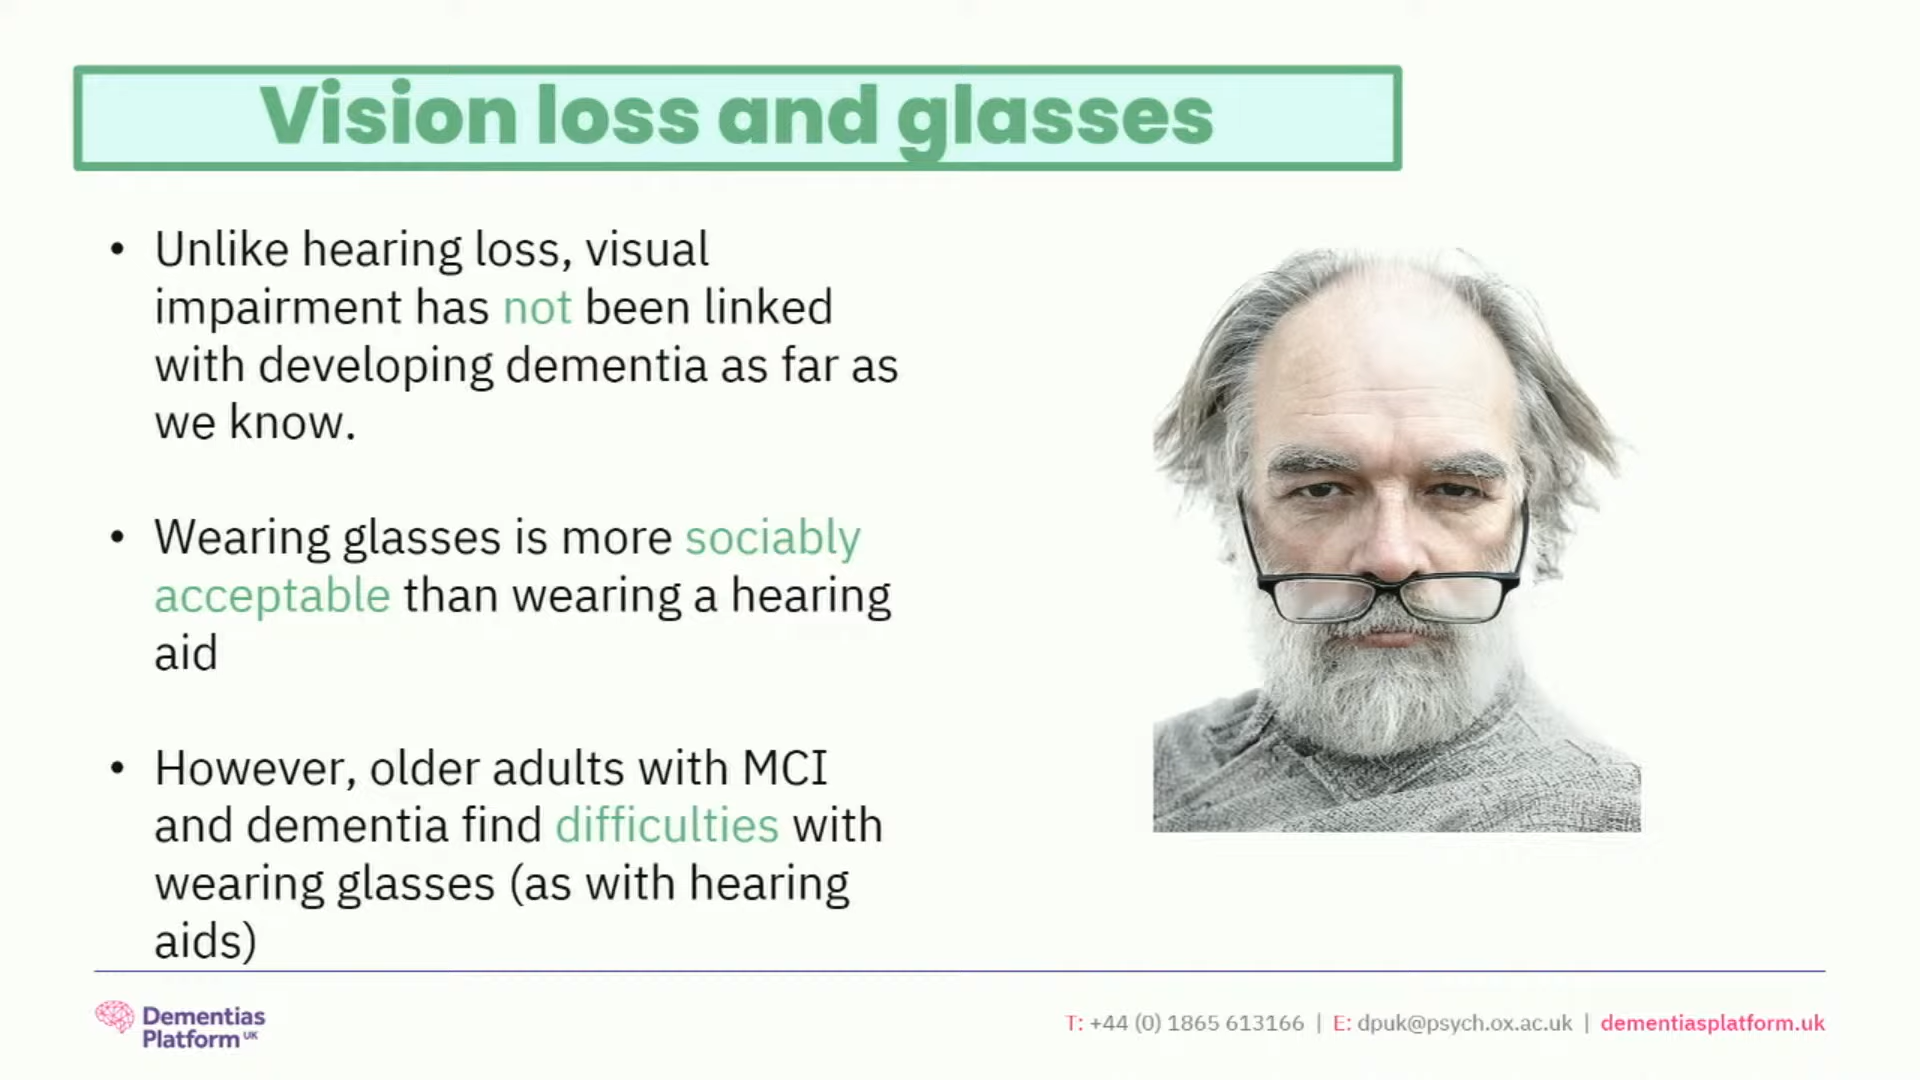 Vision loss and glasses
• Unlike hearing loss, visual
impairment has not been linked
with developing dementia as far as
we know.
• Wearing glasses is more sociably
acceptable than wearing a hearing
aid
• However, older adults with MCI
and dementia find difficulties with
wearing glasses (as with hearing
aids)
Dementias
Platform UK
T: +44 (0) 1865 613166 | E: dpuk@psych.ox.ac.uk | dementiasplatform.uk